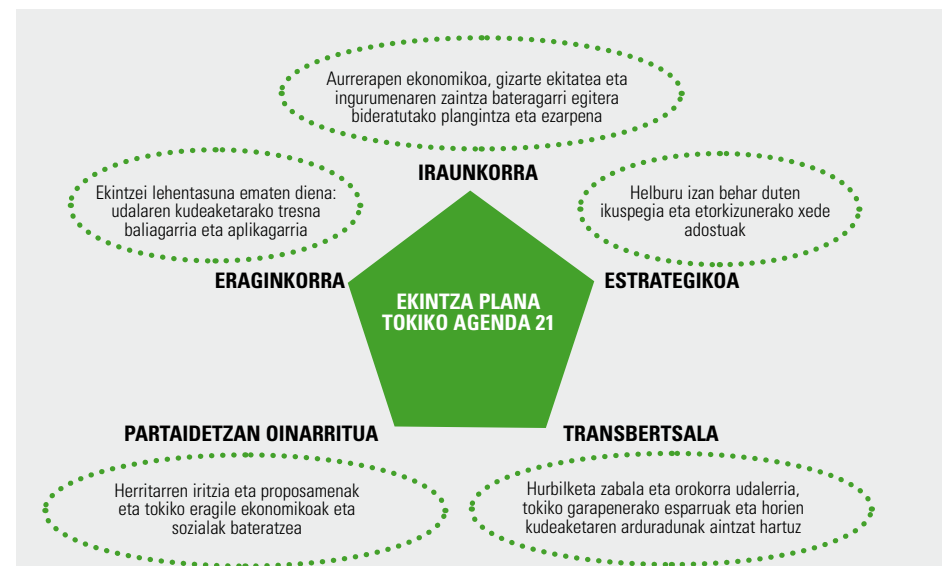 Aurrerapen ekonomikoa, gizarte ekitatea eta
ingurumenaren zaintza bateragarri egitera
bideratutako plangintza eta ezarpena
IRAUNKORRA
Ekintzei lehentasuna ematen diena:
udalaren kudeaketarako tresna
baliagarria eta aplikagarria
ERAGINKORRA
Helburu izan behar duten
ikuspegia eta etorkizunerako xede
adostuak
ESTRATEGIKOA
EKINTZA PLANA
TOKIKO AGENDA 21
PARTAIDETZAN OINARRITUA
Herritarren iritzia eta proposamenak
eta tokiko eragile ekonomikoak eta
sozialak bateratzea
TRANSBERTSALA
Hurbilketa zabala eta orokorra udalerria,
tokiko garapenerako esparruak eta horien
kudeaketaren arduradunak aintzat hartuz